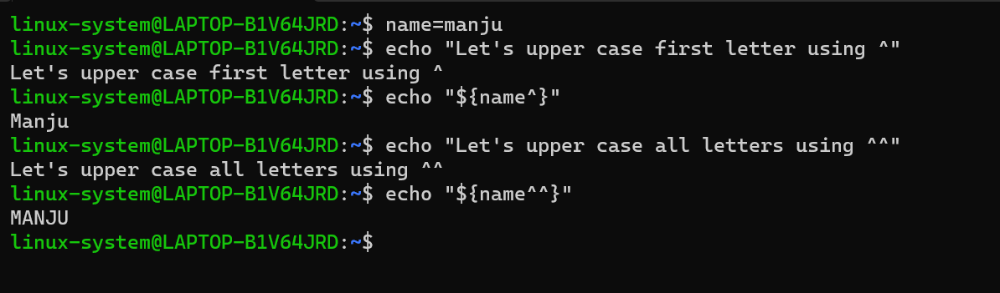 linux-system@LAPTOP-B1V64JRD:~$ name=manju
linux-system@LAPTOP-B1V64JRD:~$ echo "Let's upper case first letter using ^"
Let's upper case first letter using ^
linux-system@LAPTOP-B1V64JRD:~$ echo "${name^}"
Manju
linux-system@LAPTOP-B1V64JRD:~$ echo "Let's upper case all letters using ^^"
Let's upper case all letters using ^^
linux-system@LAPTOP-B1V64JRD:~$ echo "${name^^}"
MANJU
linux-system@LAPTOP-B1V64JRD:~$